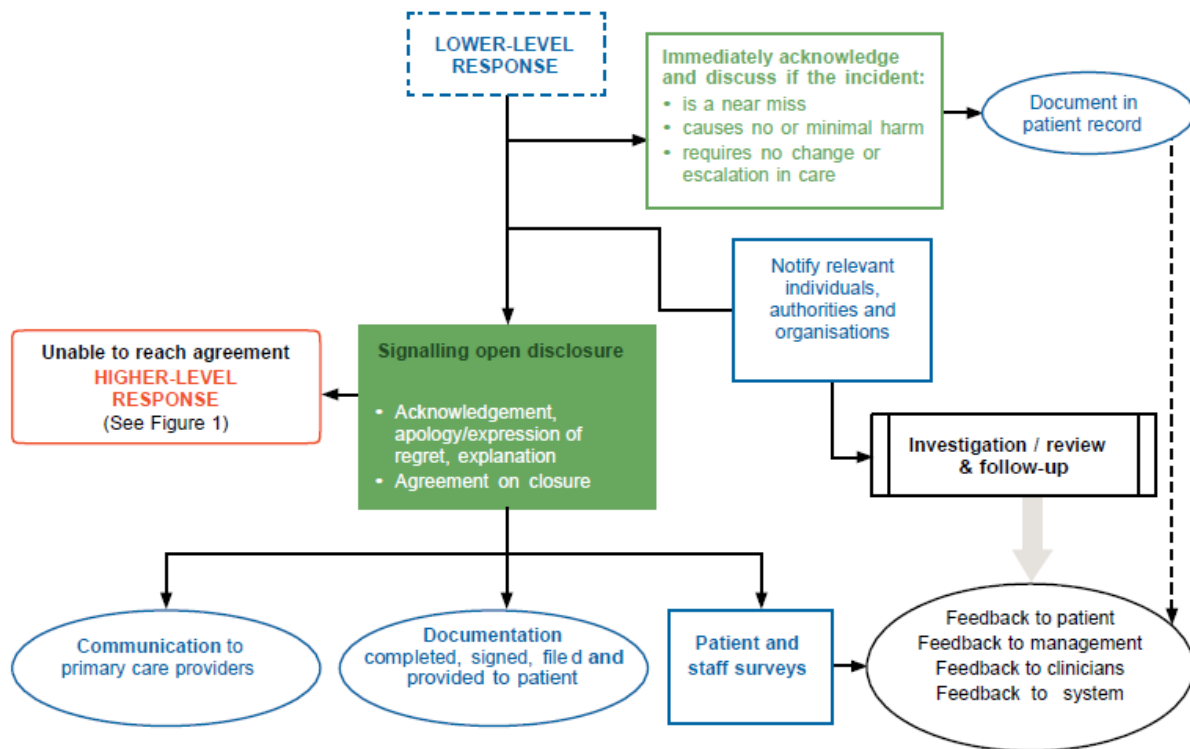 LOWER-LEVEL
RESPONSE
Immediately acknowledge
and discuss if the incident:
• is a near miss
• causes no or minimal harm
• requires no change or
escalation in care
Document in
patient record
Notify relevant
individuals,
authorities and
organisations
Unable to reach agreement
HIGHER-LEVEL
RESPONSE
(See Figure 1)
Signalling open disclosure
• Acknowledgement,
apology/expression of
regret, explanation
• Agreement on closure
Investigation / review
& follow-up
Communication to
primary care providers
Documentation
completed, signed, filed and
provided to patient
Patient and
staff surveys
Feedback to patient
Feedback to management
Feedback to clinicians
Feedback to system